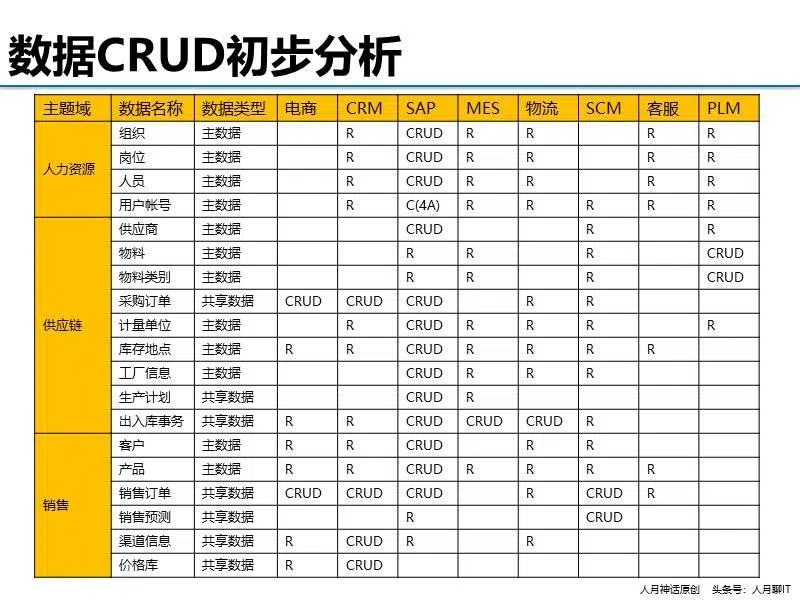 数据CRUD初步分析
主题域 数据名称 数据类型 电商 CRM SAP MES 物流 SCM 客服 PLM
人力资源
组织 主数据 R CRUD R R R R
岗位 主数据 R CRUD R R R R
人员 主数据 R CRUD R R R R
用户帐号 主数据 R C(4A) R R R R R
供应链
供应商 主数据 CRUD R R
物料 主数据 R R R CRUD
物料类别 主数据 R R R CRUD
采购订单 共享数据 CRUD CRUD CRUD R R
计量单位 主数据 R CRUD R R R R
库存地点 主数据 R R CRUD R R R R
工厂信息 主数据 CRUD R R R
生产计划 共享数据 CRUD R
出入库事务 共享数据 R R CRUD CRUD CRUD R
销售
客户 主数据 R R CRUD R R
产品 主数据 R R CRUD R R R R
销售订单 共享数据 CRUD CRUD CRUD R CRUD R
销售预测 共享数据 R CRUD
渠道信息 共享数据 R CRUD R R
价格库 共享数据 R CRUD
人月神话原创 头条号：人月聊IT